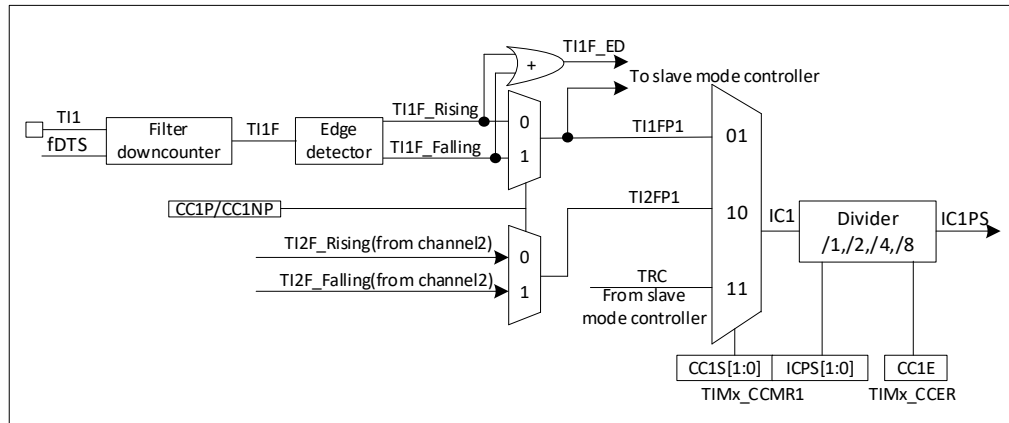 TI1F_ED
+
To slave mode controller
TI1F_Rising
TI1
TI1F
0
TI1FP1
01
fDTS
Filter
downcounter
Edge
detector
TI1F_Falling
1
CC1P/CC1NP
TI2FP1
10
IC1
Divider
/1,/2,/4,/8
IC1PS
TI2F_Rising(from channel2)
0
TI2F_Falling(from channel2)
1
TRC
11
From slave
mode controller
CC1S[1:0] ICPS[1:0] CC1E
TIMx_CCMR1 TIMx_CCER